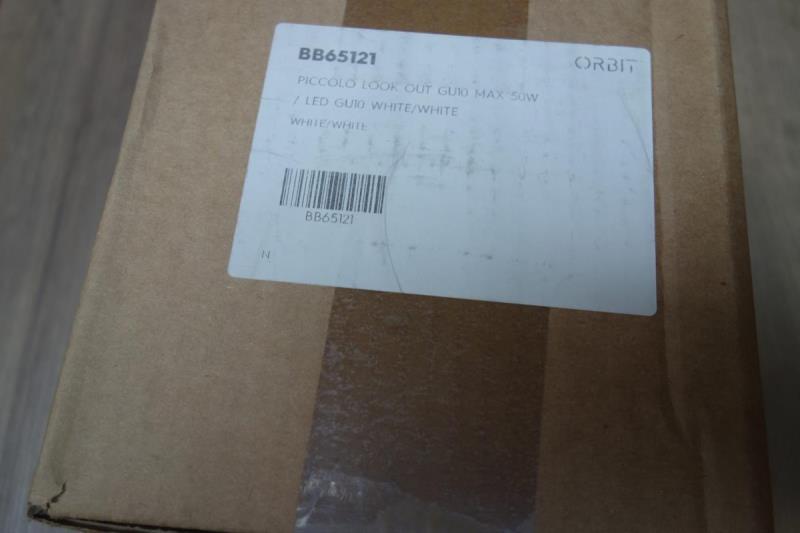 BB65121
ORBIT
PICCOLO LOOK OUT GU10 MAX 50W
/ LED GU10 WHITE/WHITE
WHITE/WHITE
BB65121
N